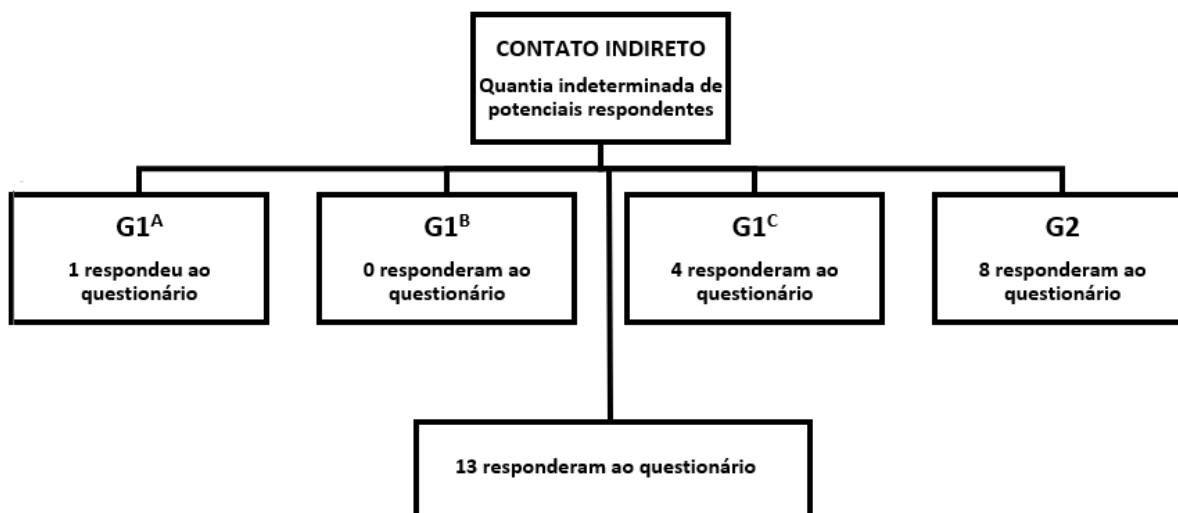 CONTATO INDIRETO
Quantia indeterminada de
potenciais respondentes
G1ᴬ
1 respondeu ao
questionário
G1ᴮ
0 responderam ao
questionário
G1ᶜ
4 responderam ao
questionário
G2
8 responderam ao
questionário
13 responderam ao questionário